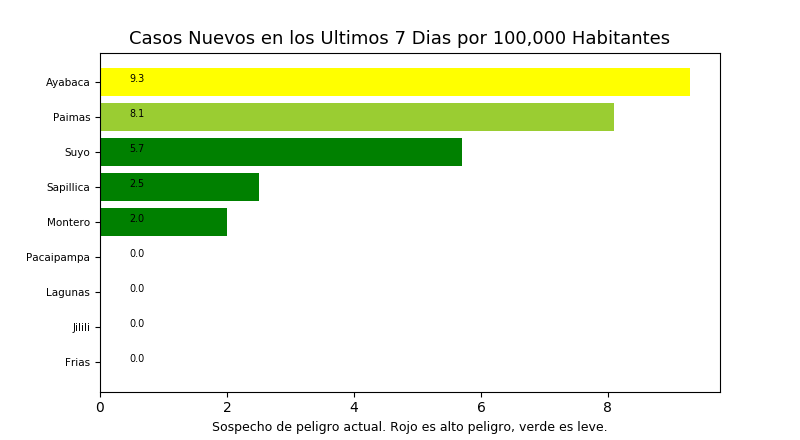 Casos Nuevos en los Ultimos 7 Dias por 100,000 Habitantes
Ayabaca 9.3
Paimas 8.1
Suyo 5.7
Sapillica 2.5
Montero 2.0
Pacaipampa 0.0
Lagunas 0.0
Jilili 0.0
Frias 0.0
0 2 4 6 8
Sospecho de peligro actual. Rojo es alto peligro, verde es leve.